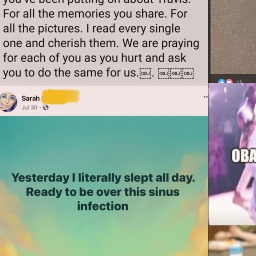 you've been putting on about Travis.
For all the memories you share. For
all the pictures. I read every single
one and cherish them. We are praying
for each of you as you hurt and ask
you to do the same for us.
Sarah
Jul 30
Yesterday I literally slept all day.
Ready to be over this sinus
infection
OBA